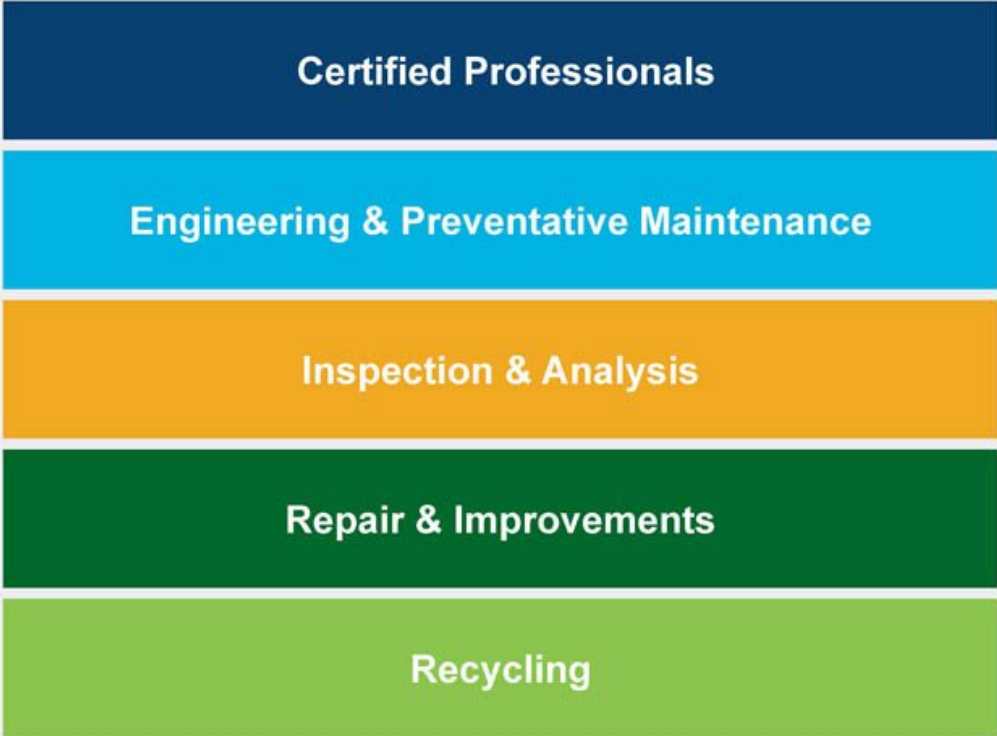 Certified Professionals
Engineering & Preventative Maintenance
Inspection & Analysis
Repair & Improvements
Recycling